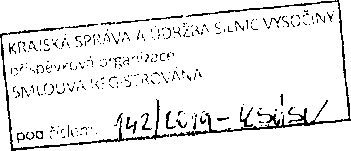 KRAJSKÁ SPRÁVA A ÚDRŽBA SILNIC VYSOČINY
příspěvková organizace
SMLOUVA REGISTROVÁNA
pod číslem: 142/2019 - KSÚSV